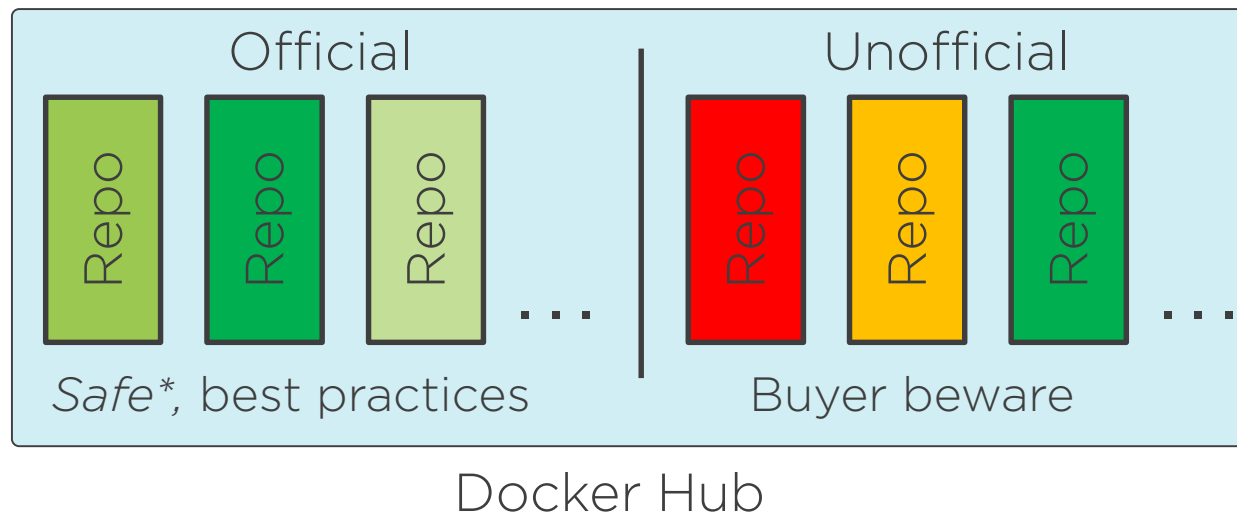 Official
Repo
Repo
Repo
...
Safe*, best practices
Unofficial
Repo
Repo
Repo
...
Buyer beware
Docker Hub